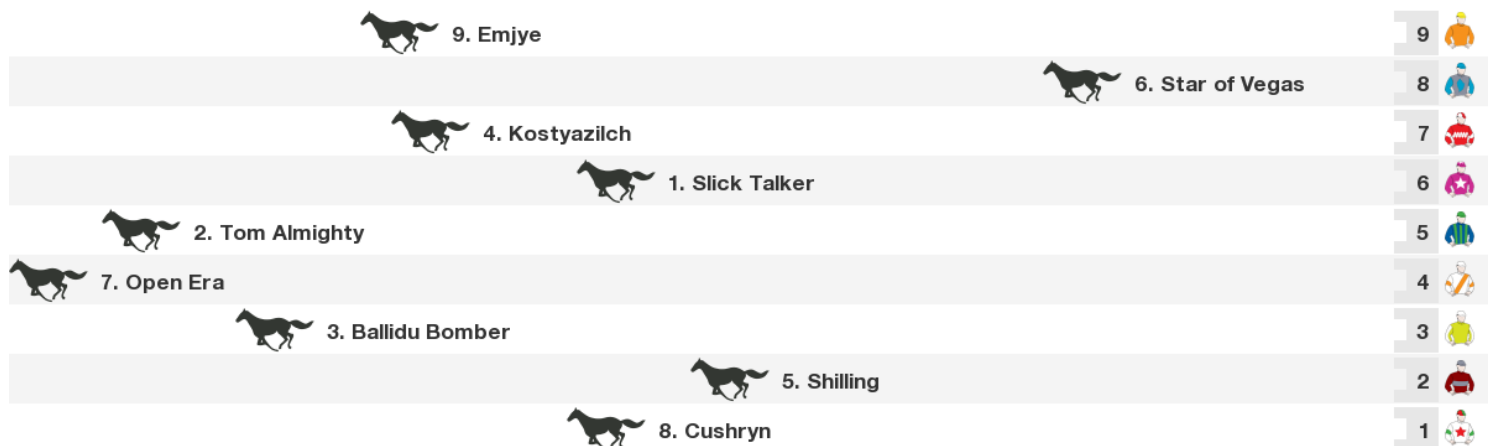 9. Emjye 9
6. Star of Vegas 8
4. Kostyazilch 7
1. Slick Talker 6
2. Tom Almighty 5
7. Open Era 4
3. Ballidu Bomber 3
5. Shilling 2
8. Cushryn 1